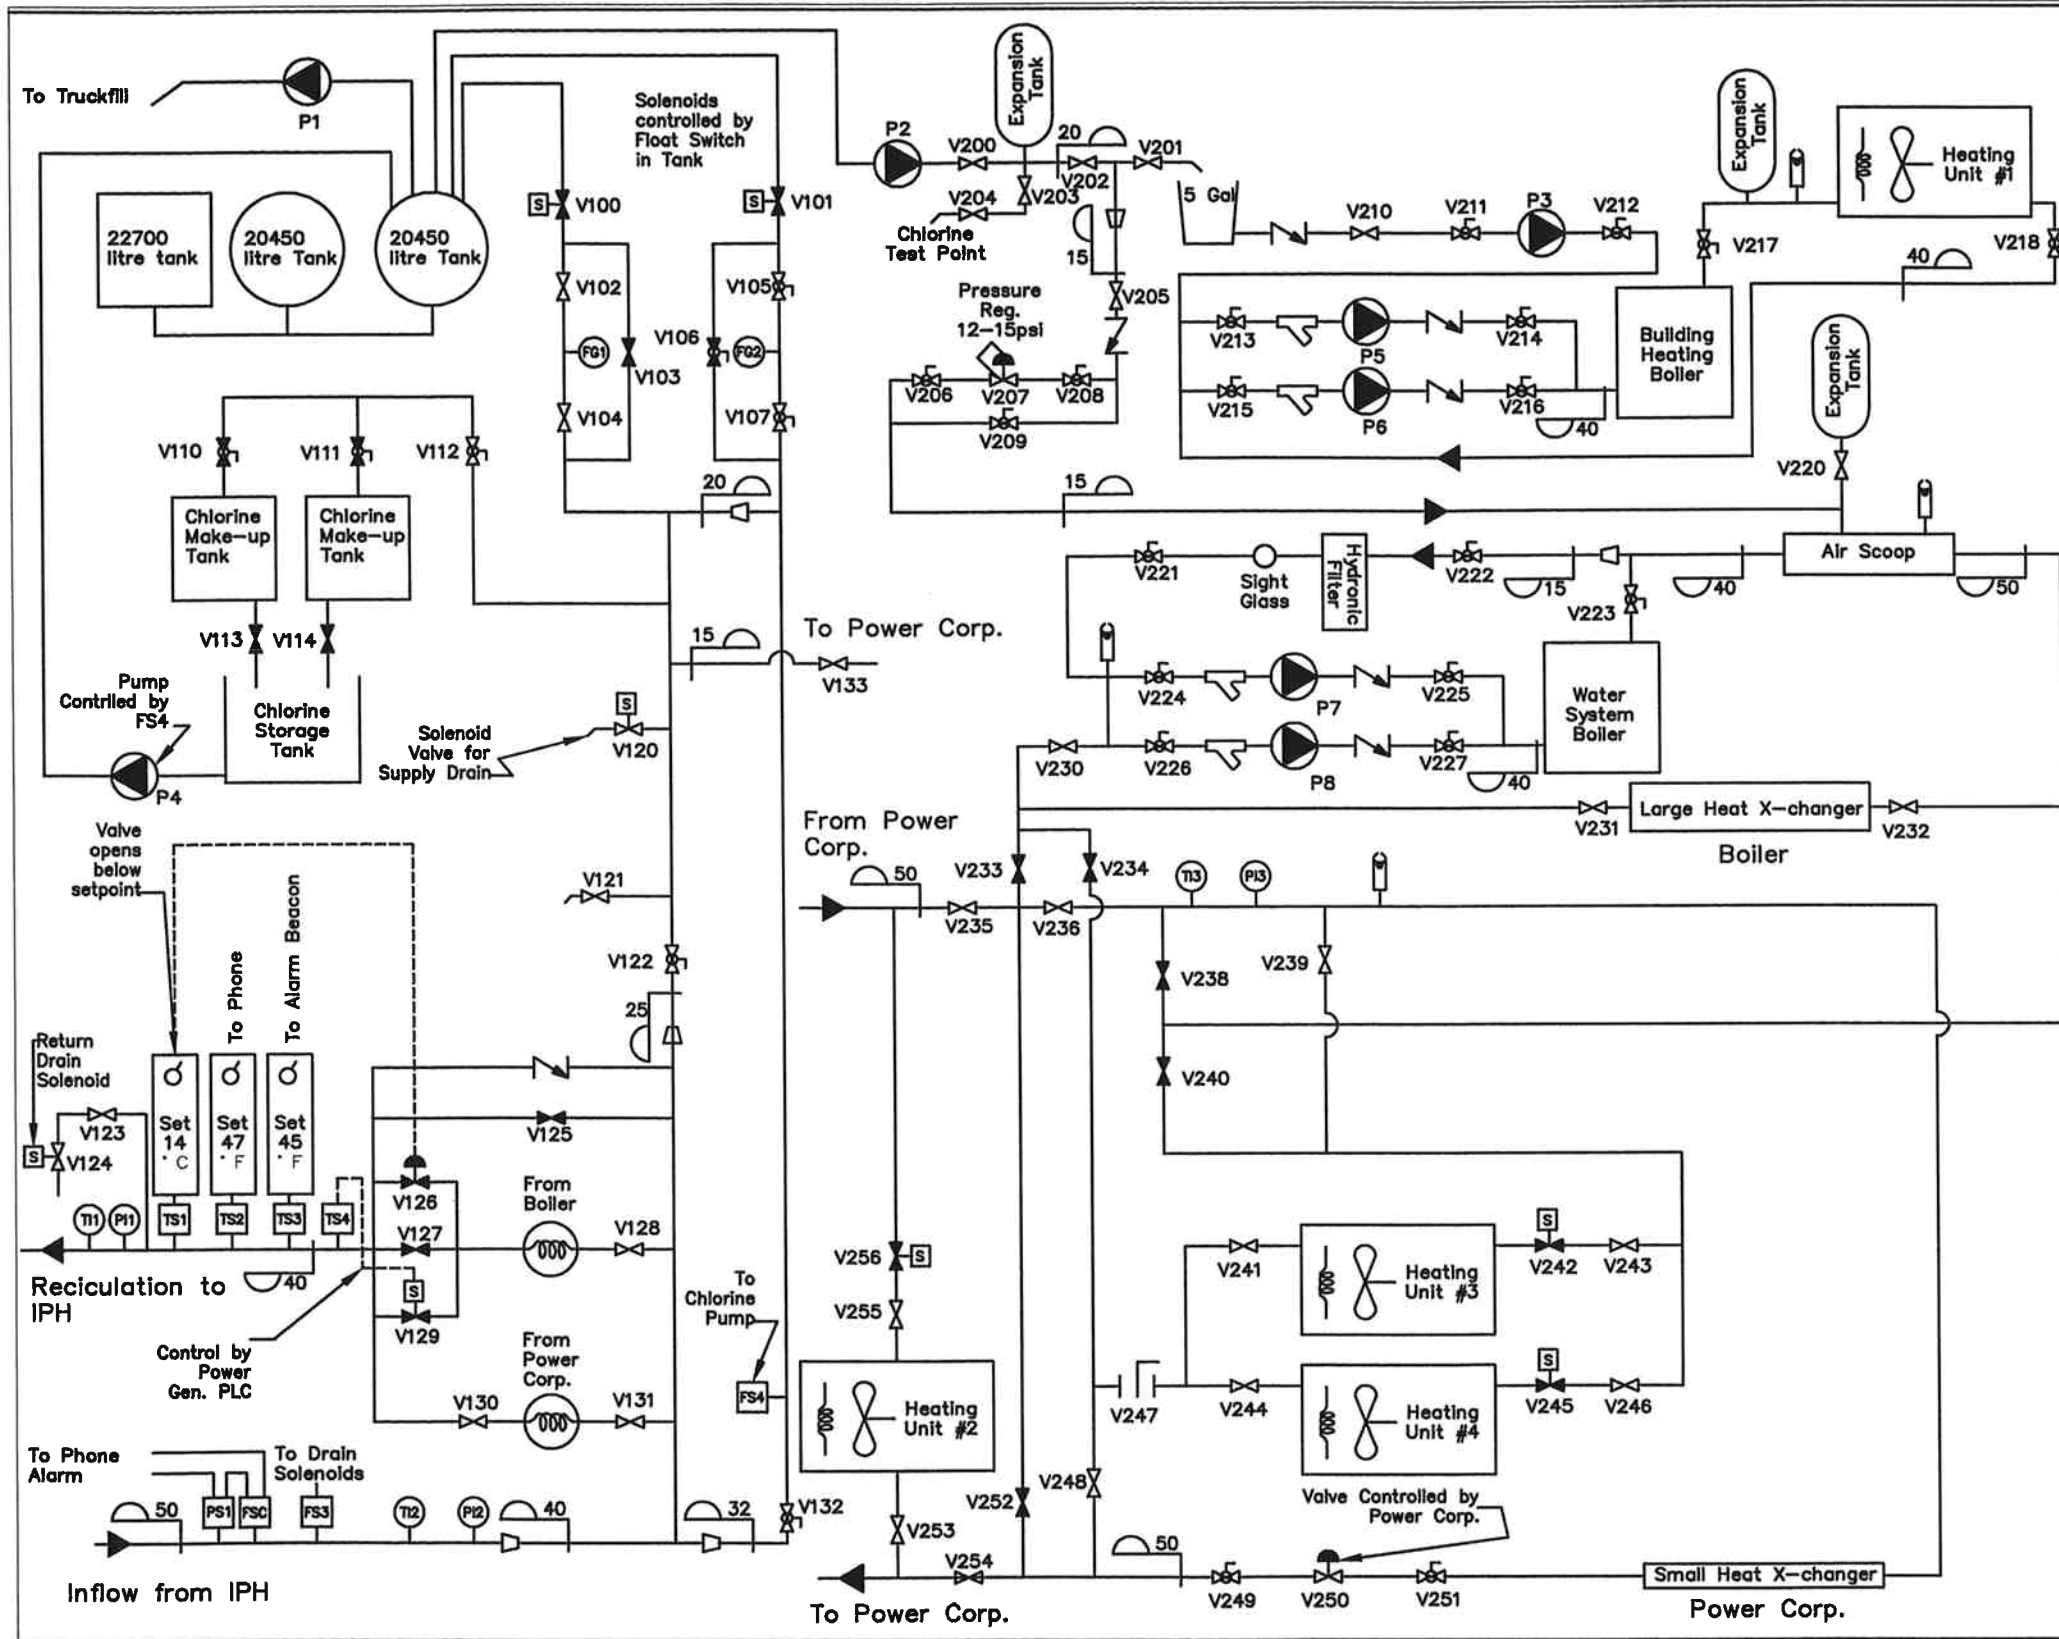 To Truckfill
P1
Solenoids
controlled by
Float Switch
in Tank
P2
V200
Expansion
Tank
20
V201
V202
V203
V204
Chlorine
Test Point
5 Gal
15
V205
Pressure
Reg.
12-15psi
V206
V207
V208
V209
V210
V211
P3
V212
Expansion
Tank
Heating
Unit #1
V217
V218
40
V213
P5
V214
V215
P6
V216
40
Building
Heating
Boiler
Expansion
Tank
V220
22700
litre tank
20450
litre Tank
20450
litre Tank
S
V100
S
V101
V102
V105
FG1
V103
V106
FG2
V104
V107
V110
V111
V112
Chlorine
Make-up
Tank
Chlorine
Make-up
Tank
V113
V114
Chlorine
Storage
Tank
Pump
Contrlled by
FS4
P4
20
15
To Power Corp.
V133
S
V120
Solenoid
Valve for
Supply Drain
15
V221
Sight
Glass
Hydronic
Filter
V222
15
40
Air Scoop
50
V223
V224
P7
V225
V230
V226
P8
V227
40
Water
System
Boiler
V231
Large Heat X-changer
V232
Boiler
From Power
Corp.
50
V233
V234
V235
V236
TI3
PI3
V238
V239
V240
Valve
opens
below
setpoint
To Phone
To Alarm Beacon
V121
V122
25
Return
Drain
Solenoid
V123
S
V124
Set
14
° C
Set
47
° F
Set
45
° F
TI1
PI1
TS1
TS2
TS3
TS4
40
Reciculation to
IPH
Control by
Power
Gen. PLC
V125
V126
V127
S
V129
From
Boiler
V128
From
Power
Corp.
V130
V131
To
Chlorine
Pump
FS4
To Phone
Alarm
To Drain
Solenoids
50
PS1
FSC
FS3
TI2
PI2
40
32
V132
Inflow from IPH
V256
S
V255
Heating
Unit #2
V253
V254
To Power Corp.
V252
V248
V247
V241
Heating
Unit #3
S
V242
V243
V244
Heating
Unit #4
S
V245
V246
Valve Controlled by
Power Corp.
50
V249
V250
V251
Small Heat X-changer
Power Corp.